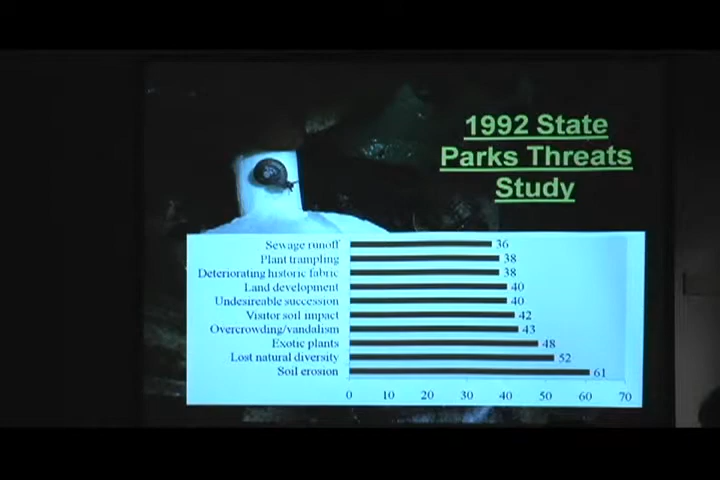 1992 State
Parks Threats
Study
Sewage runoff 36
Plant trampling 38
Deteriorating historic fabric 38
Land development 40
Undesireable succession 40
Visitor soil impact 42
Overcrowding/vandalism 43
Exotic plants 48
Lost natural diversity 52
Soil erosion 61
0 10 20 30 40 50 60 70